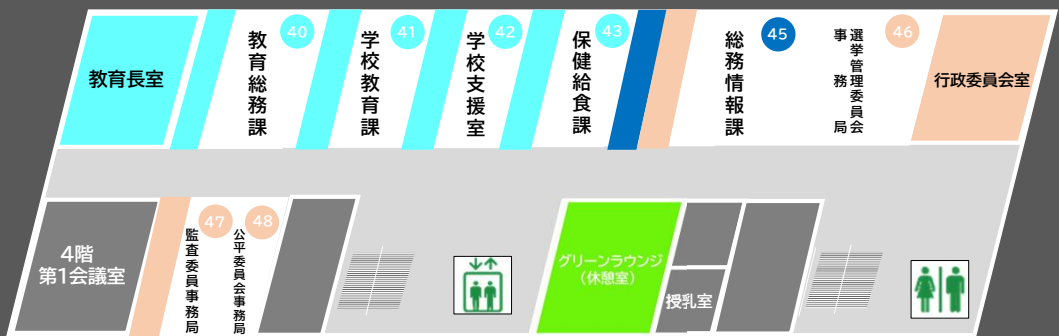 教育長室
教育総務課
40
学校教育課
41
学校支援室
42
保健給食課
43
総務情報課
45
選挙管理委員会
事務局
46
行政委員会室
4階
第1会議室
監査委員事務局
47
公平委員会事務局
48
グリーンラウンジ
（休憩室）
授乳室